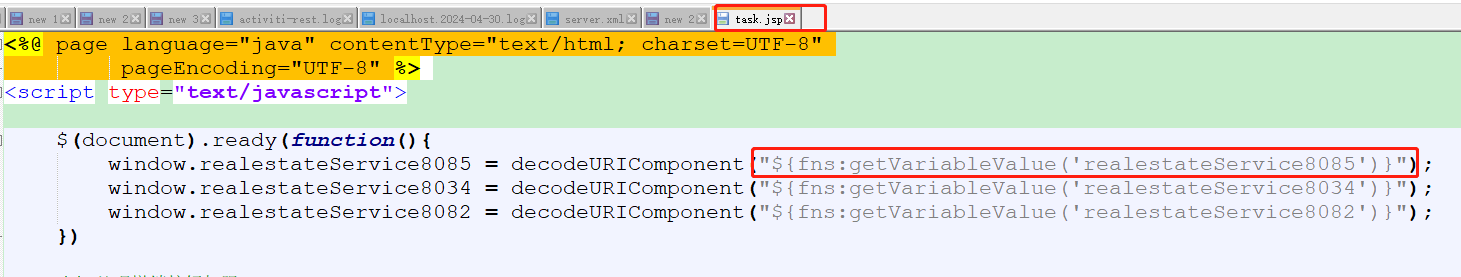 new 1 new 2 new 3 activiti-rest.log localhost.2024-04-30.log server.xml new 2 task.jsp
<%@ page language="java" contentType="text/html; charset=UTF-8"
pageEncoding="UTF-8" %>
<script type="text/javascript">
$(document).ready(function(){
window.realestateService8085 = decodeURIComponent("${fns:getVariableValue('realestateService8085')}");
window.realestateService8034 = decodeURIComponent("${fns:getVariableValue('realestateService8034')}");
window.realestateService8082 = decodeURIComponent("${fns:getVariableValue('realestateService8082')}");
})